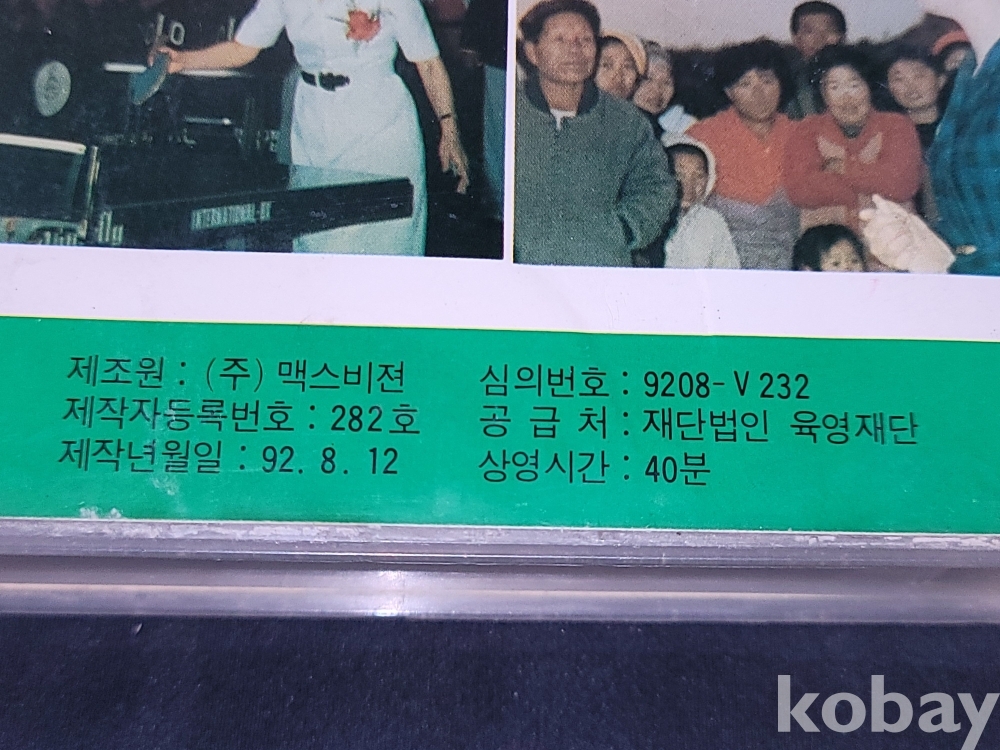 INTERNATIONAL-DX
제조원 : (주) 맥스비젼
제작자등록번호 : 282호
제작년월일 : 92. 8. 12
심의번호 : 9208-V 232
공 급 처 : 재단법인 육영재단
상영시간 : 40분
kobay